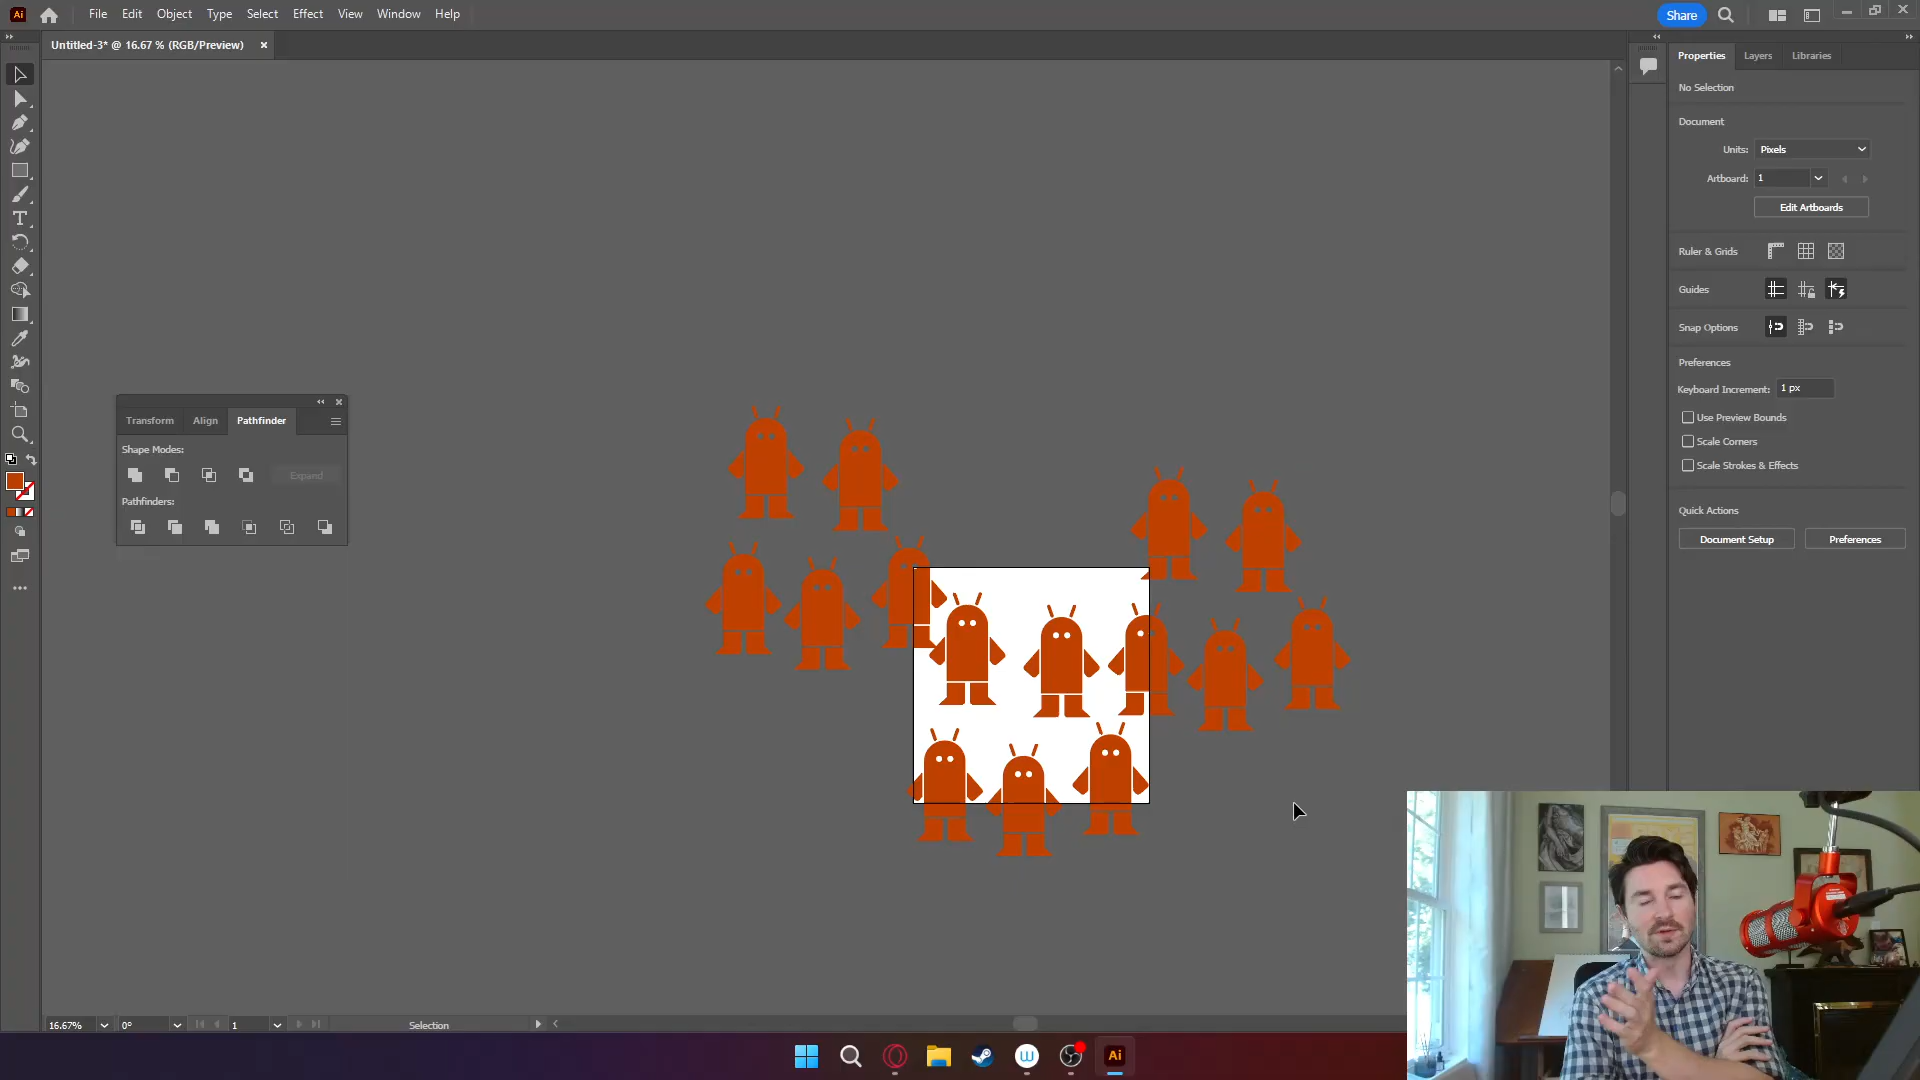 Ai File Edit Object Type Select Effect View Window Help Share
Untitled-3* @ 16.67 % (RGB/Preview)
Properties Layers Libraries
No Selection
Document
Units: Pixels
Artboard: 1
Edit Artboards
Ruler & Grids
Guides
Snap Options
Preferences
Keyboard Increment: 1 px
Use Preview Bounds
Scale Corners
Scale Strokes & Effects
Quick Actions
Document Setup Preferences
Transform Align Pathfinder
Shape Modes:
Expand
Pathfinders:
16.67% 0° 1 Selection
W Ai